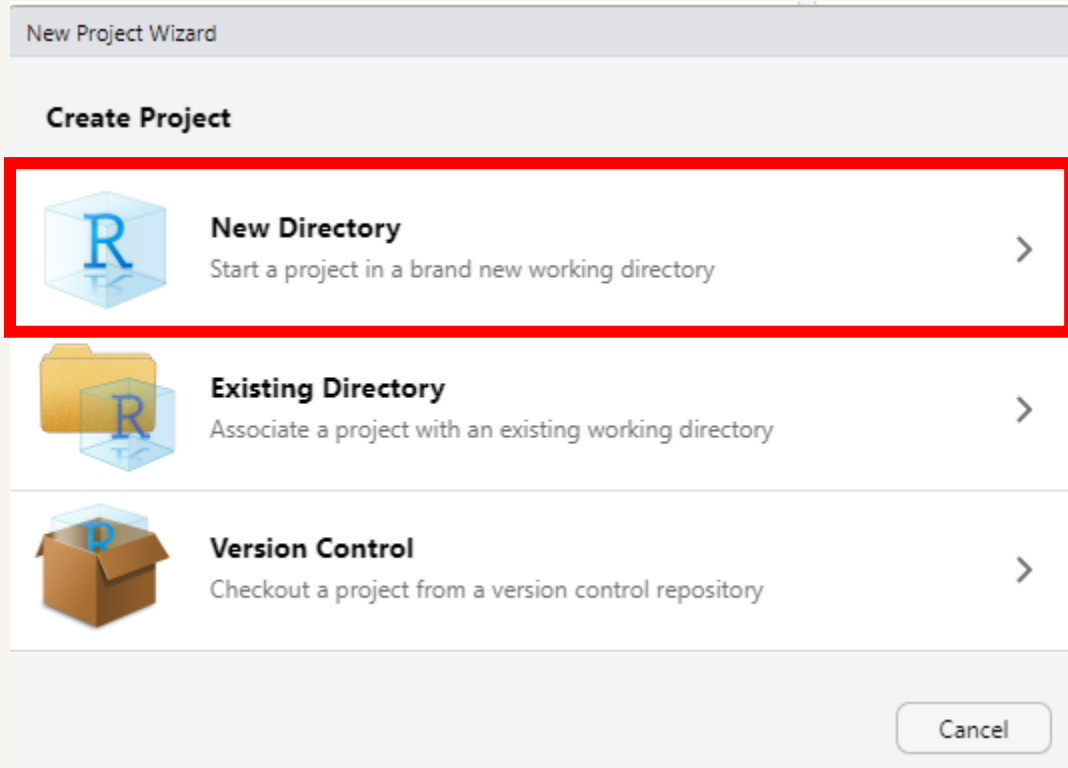 New Project Wizard
Create Project
R
New Directory
Start a project in a brand new working directory
R
Existing Directory
Associate a project with an existing working directory
R
Version Control
Checkout a project from a version control repository
Cancel